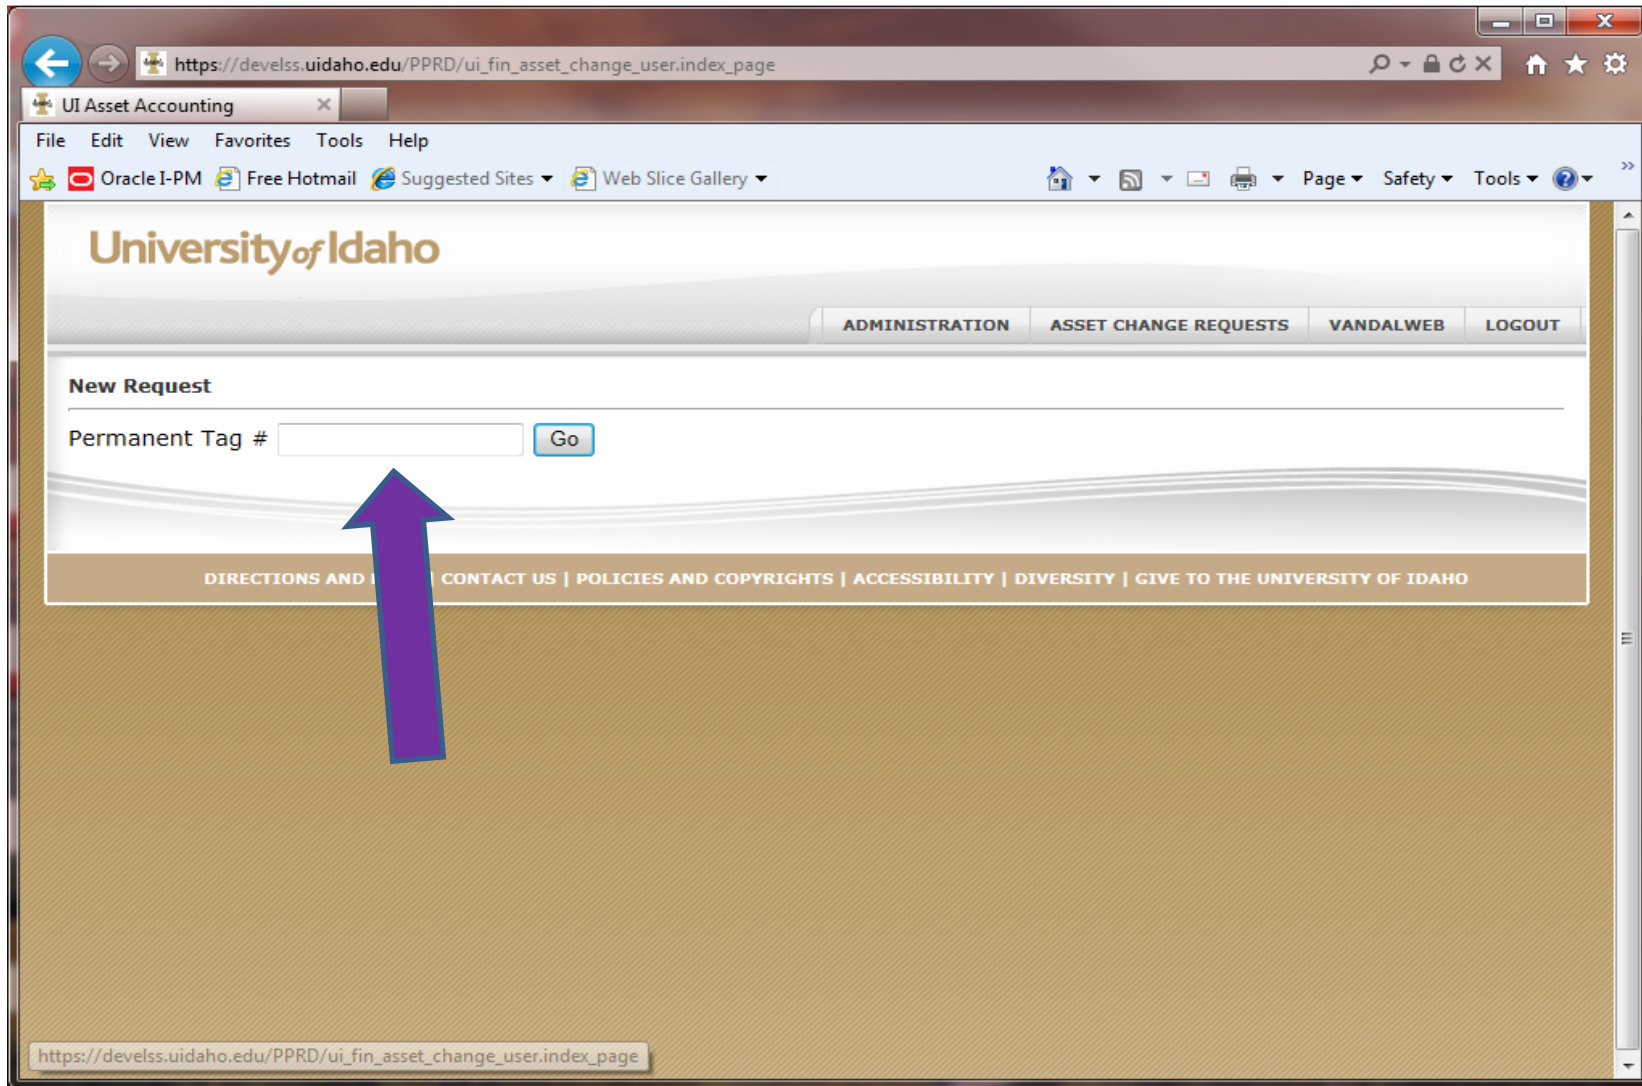 https://develss.uidaho.edu/PPRD/ui_fin_asset_change_user.index_page
UI Asset Accounting
File Edit View Favorites Tools Help
Oracle I-PM Free Hotmail Suggested Sites Web Slice Gallery Page Safety Tools
University of Idaho
ADMINISTRATION ASSET CHANGE REQUESTS VANDALWEB LOGOUT
New Request
Permanent Tag # Go
DIRECTIONS AND | CONTACT US | POLICIES AND COPYRIGHTS | ACCESSIBILITY | DIVERSITY | GIVE TO THE UNIVERSITY OF IDAHO
https://develss.uidaho.edu/PPRD/ui_fin_asset_change_user.index_page